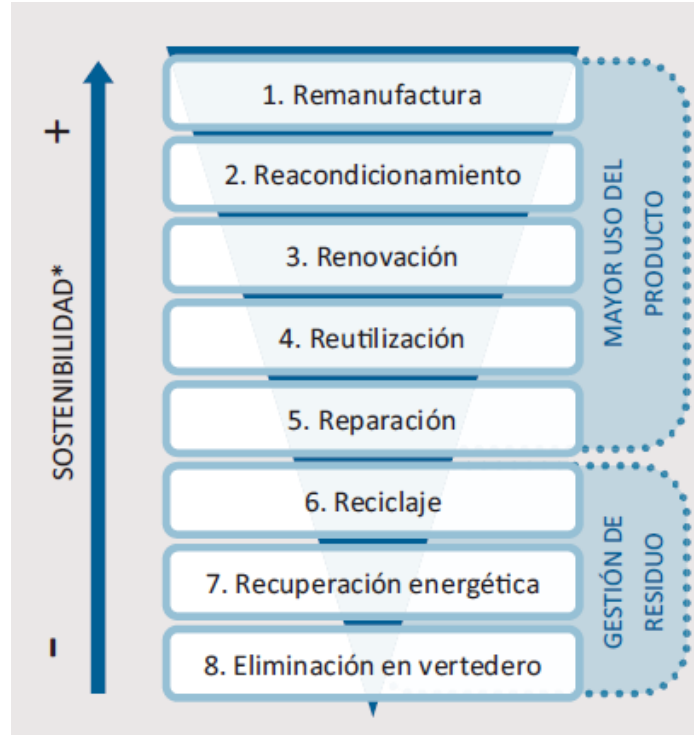 +
SOSTENIBILIDAD*
-
1. Remanufactura
2. Reacondicionamiento
3. Renovación
4. Reutilización
5. Reparación
6. Reciclaje
7. Recuperación energética
8. Eliminación en vertedero
MAYOR USO DEL
PRODUCTO
GESTIÓN DE
RESIDUO